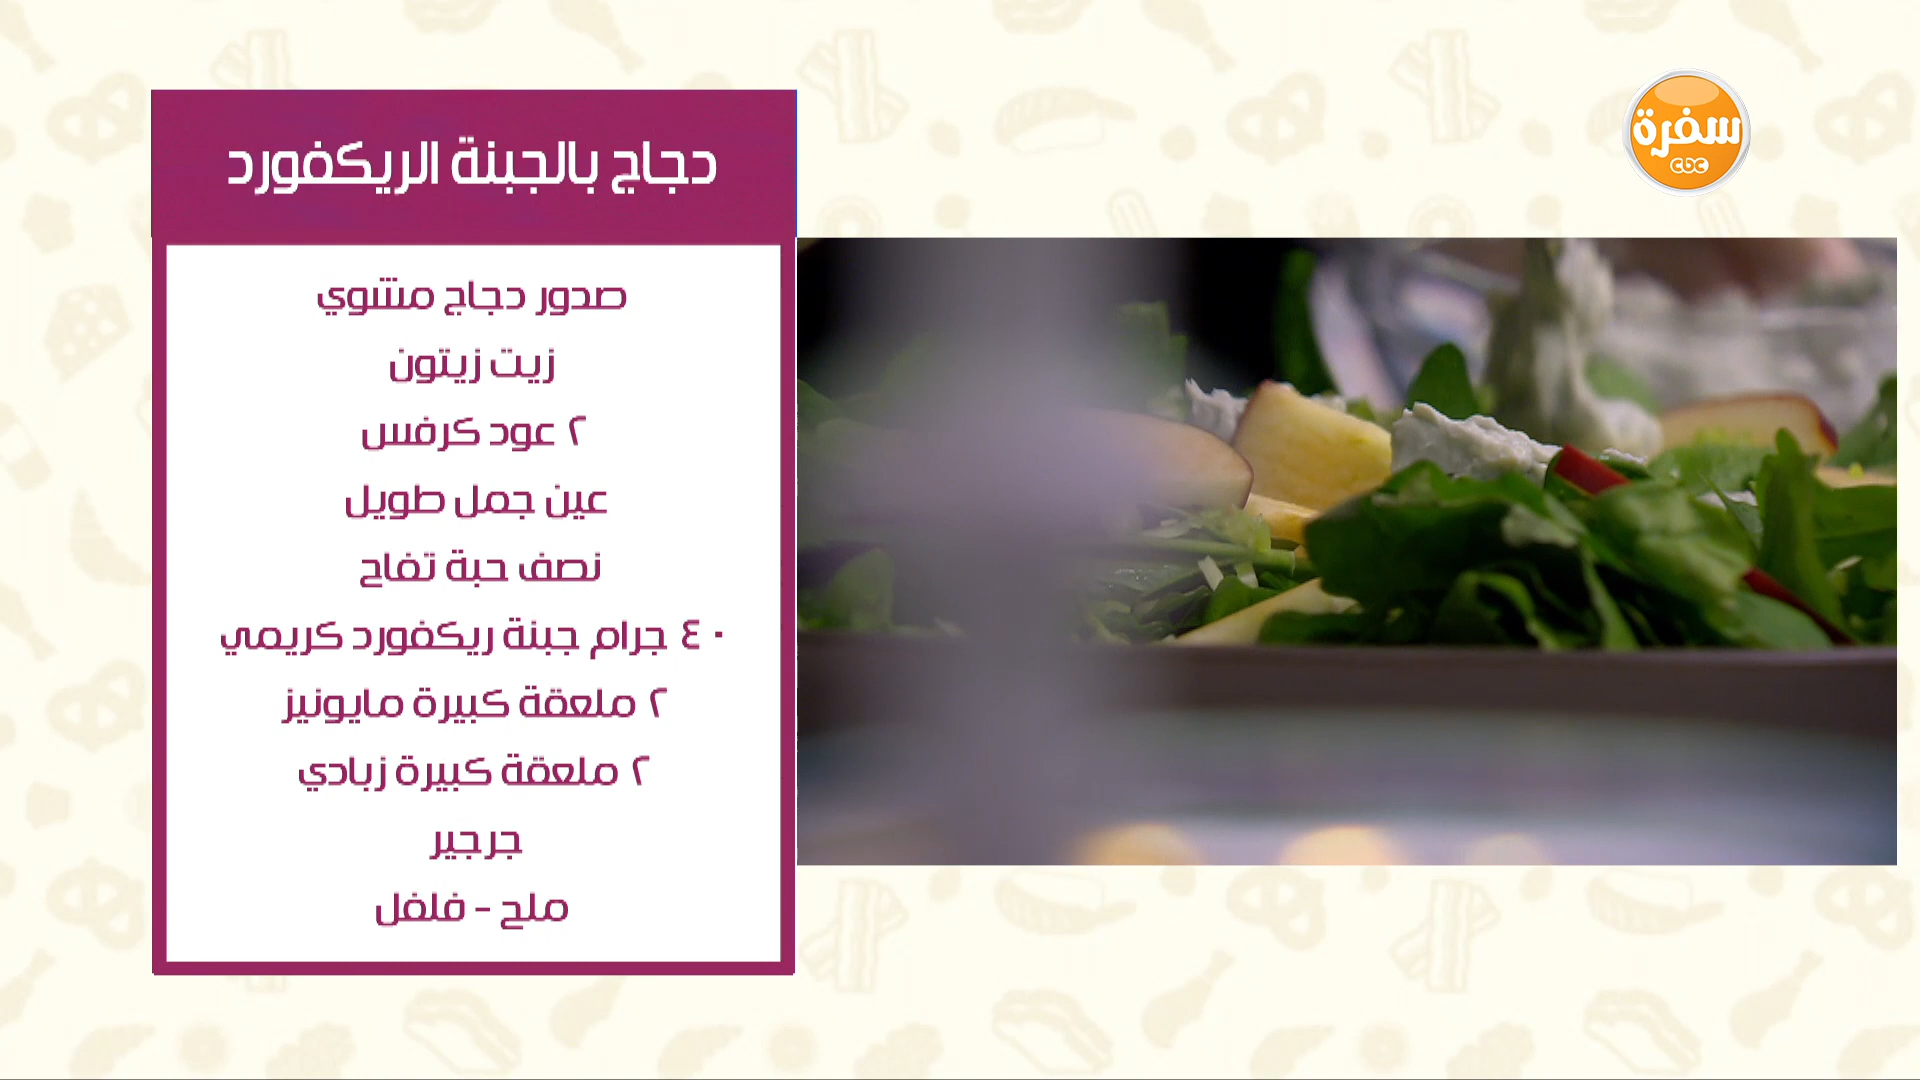 دجاج بالجبنة الريكفورد
صدور دجاج مشوي
زيت زيتون
٢ عود كرفس
عين جمل طويل
نصف حبة تفاح
٤٠ جرام جبنة ريكفورد كريمي
٢ ملعقة كبيرة مايونيز
٢ ملعقة كبيرة زبادي
جرجير
ملح - فلفل
سفرة
cbc